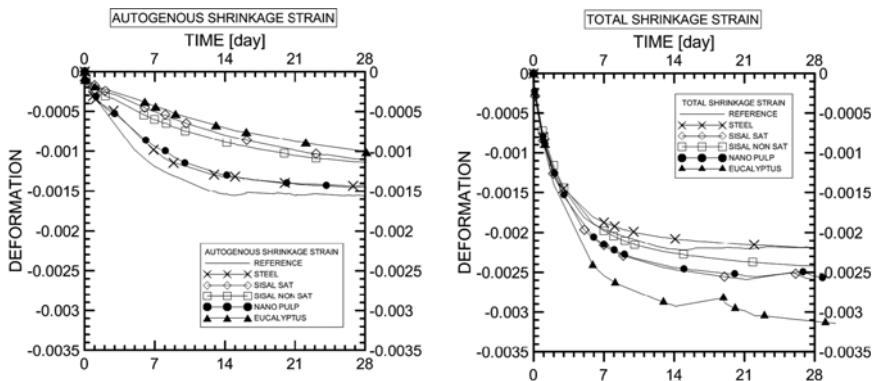 AUTOGENOUS SHRINKAGE STRAIN
TIME [day]
0 7 14 21 28
0 0
-0.0005 -0.0005
-0.001 -0.001
-0.0015 -0.0015
-0.002 -0.002
-0.0025 -0.0025
-0.003 -0.003
-0.0035 -0.0035
DEFORMATION
AUTOGENOUS SHRINKAGE STRAIN
REFERENCE
STEEL
SISAL SAT
SISAL NON SAT
NANO PULP
EUCALYPTUS
0 7 14 21 28
TOTAL SHRINKAGE STRAIN
TIME [day]
0 7 14 21 28
0 0
-0.0005 -0.0005
-0.001 -0.001
-0.0015 -0.0015
-0.002 -0.002
-0.0025 -0.0025
-0.003 -0.003
-0.0035 -0.0035
DEFORMATION
TOTAL SHRINKAGE STRAIN
REFERENCE
STEEL
SISAL SAT
SISAL NON SAT
NANO PULP
EUCALYPTUS
0 7 14 21 28